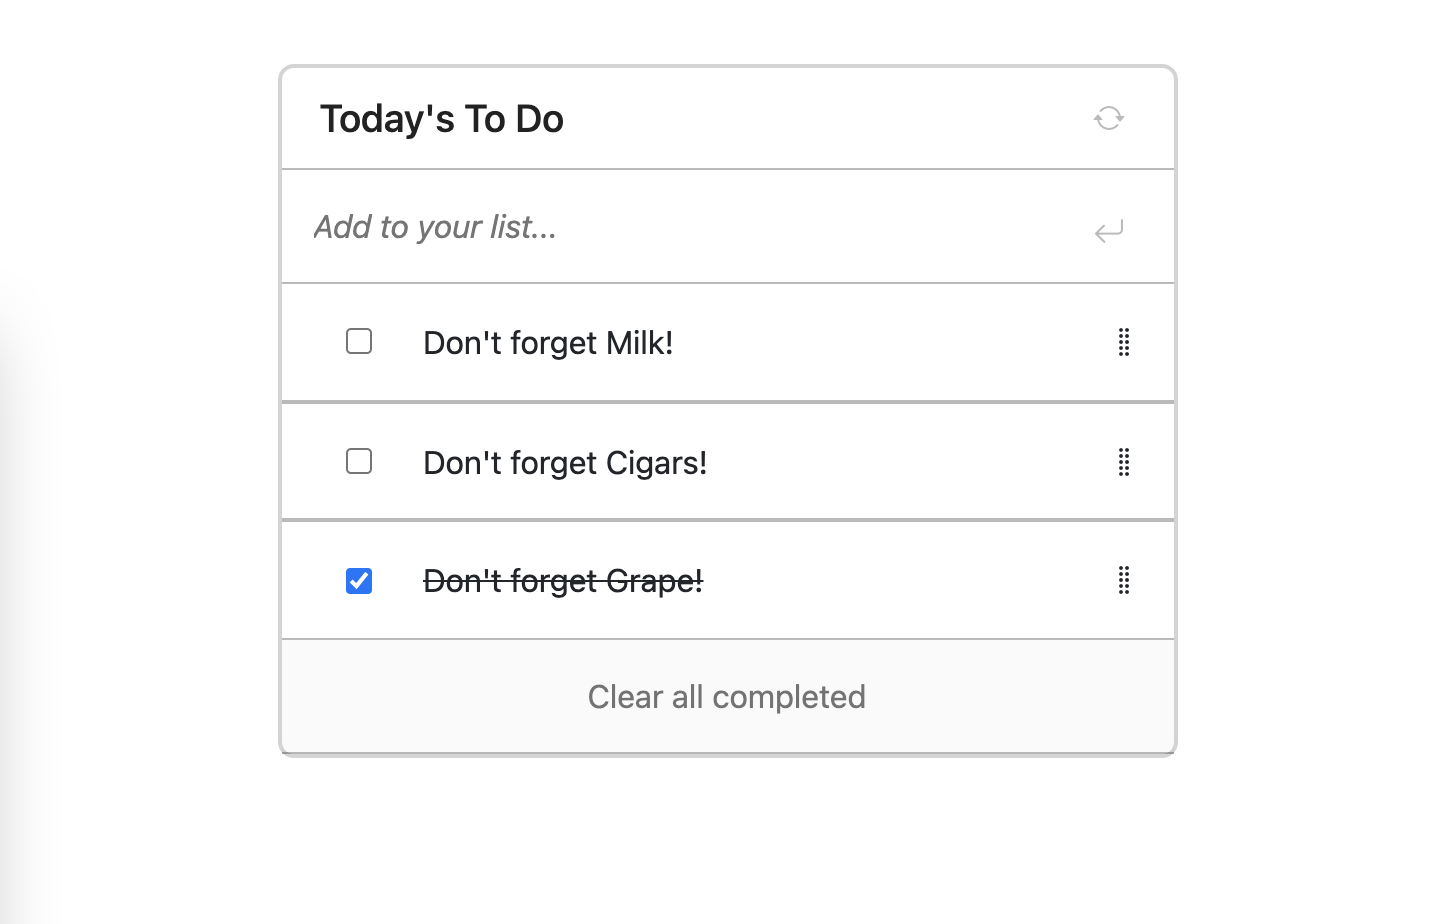 Today's To Do
Add to your list...
Don't forget Milk!
Don't forget Cigars!
Don't forget Grape!
Clear all completed